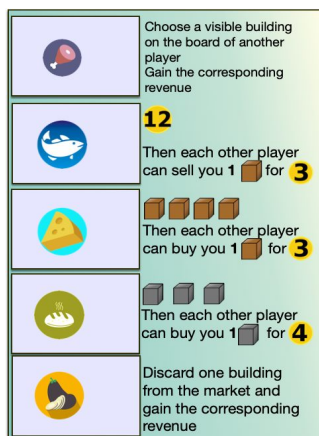 Choose a visible building
on the board of another
player
Gain the corresponding
revenue
12
Then each other player
can sell you 1 for 3
Then each other player
can buy you 1 for 3
Then each other player
can buy you 1 for 4
Discard one building
from the market and
gain the corresponding
revenue